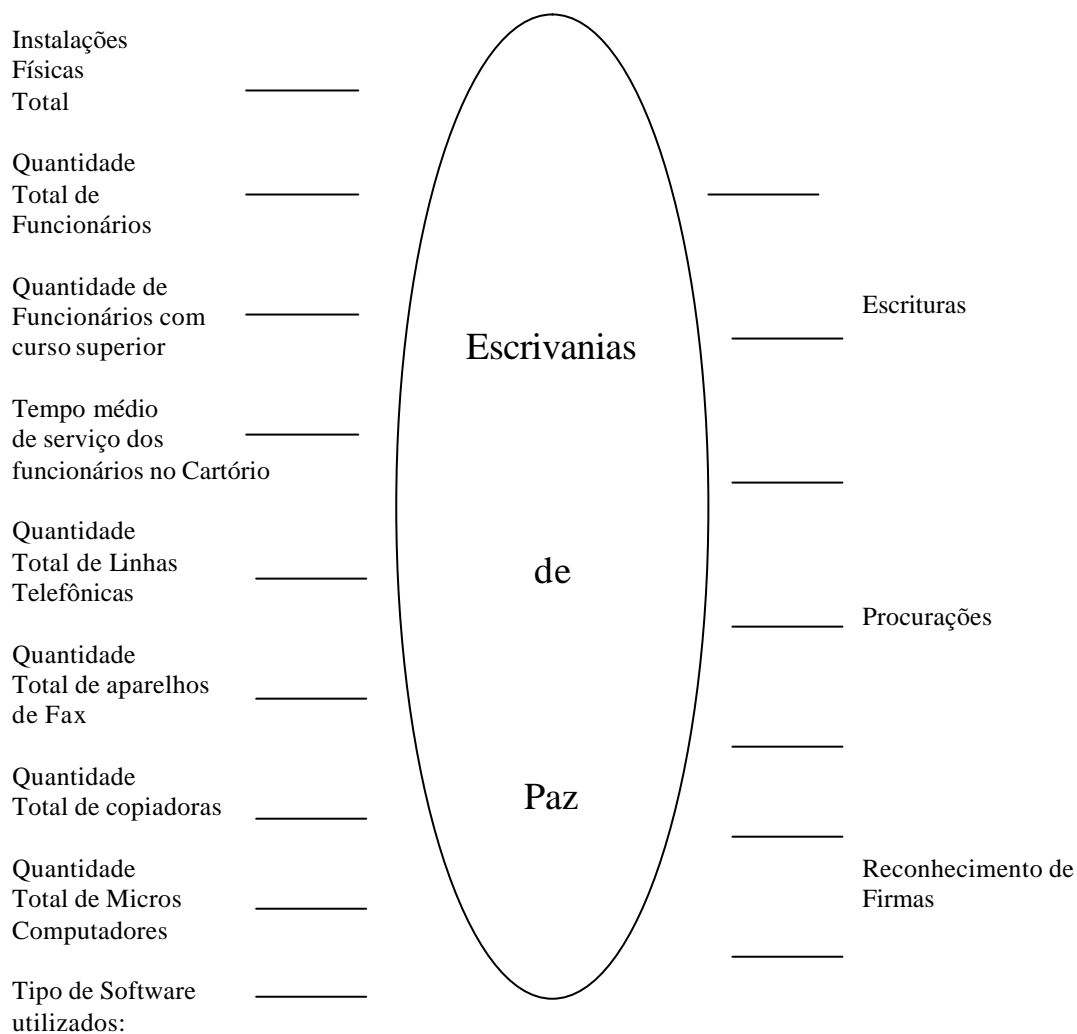 Instalações
Físicas
Total
Quantidade
Total de
Funcionários
Quantidade de
Funcionários com
curso superior
Tempo médio
de serviço dos
funcionários no Cartório
Quantidade
Total de Linhas
Telefônicas
Quantidade
Total de aparelhos
de Fax
Quantidade
Total de copiadoras
Quantidade
Total de Micros
Computadores
Tipo de Software
utilizados:
Escrivanias
de
Paz
Escrituras
Procurações
Reconhecimento de
Firmas